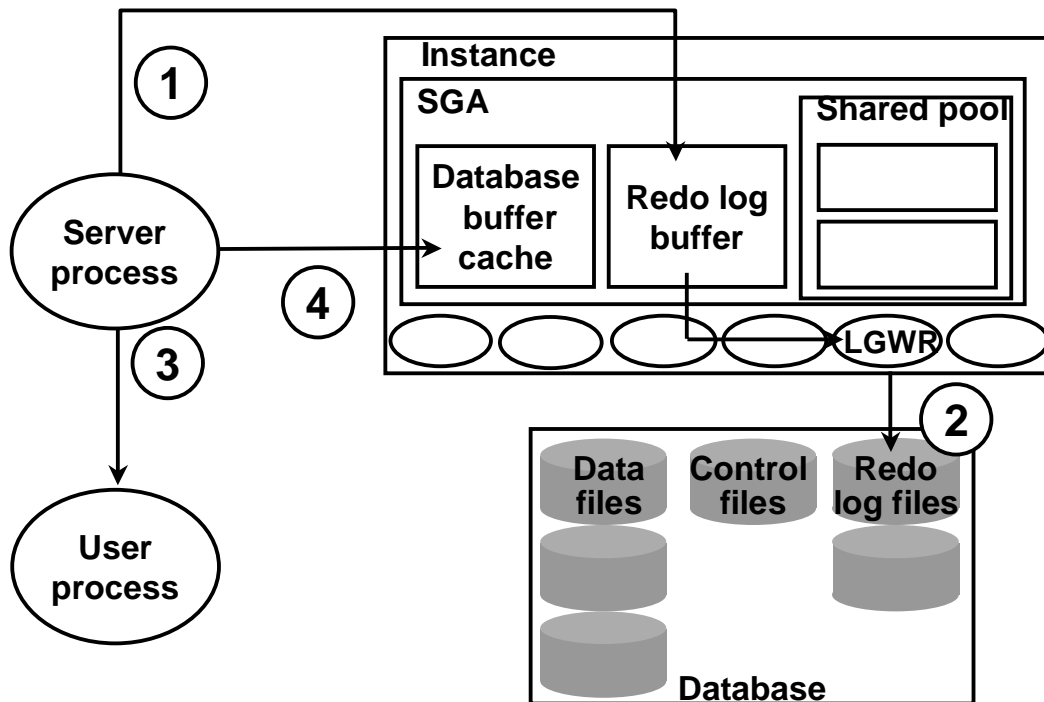 1
Instance
SGA
Shared pool
Database
buffer
cache
Redo log
buffer
Server
process
4
3
LGWR
2
Data
files
Control
files
Redo
log files
User
process
Database